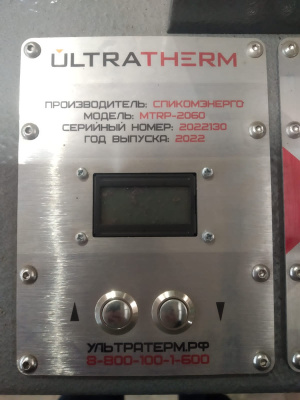 ULTRATHERM
ПРОИЗВОДИТЕЛЬ: СПИКОМЭНЕРГО
МОДЕЛЬ: MTRP-2060
СЕРИЙНЫЙ НОМЕР: 2022130
ГОД ВЫПУСКА: 2022
УЛЬТРАТЕРМ.РФ
8-800-100-1-600